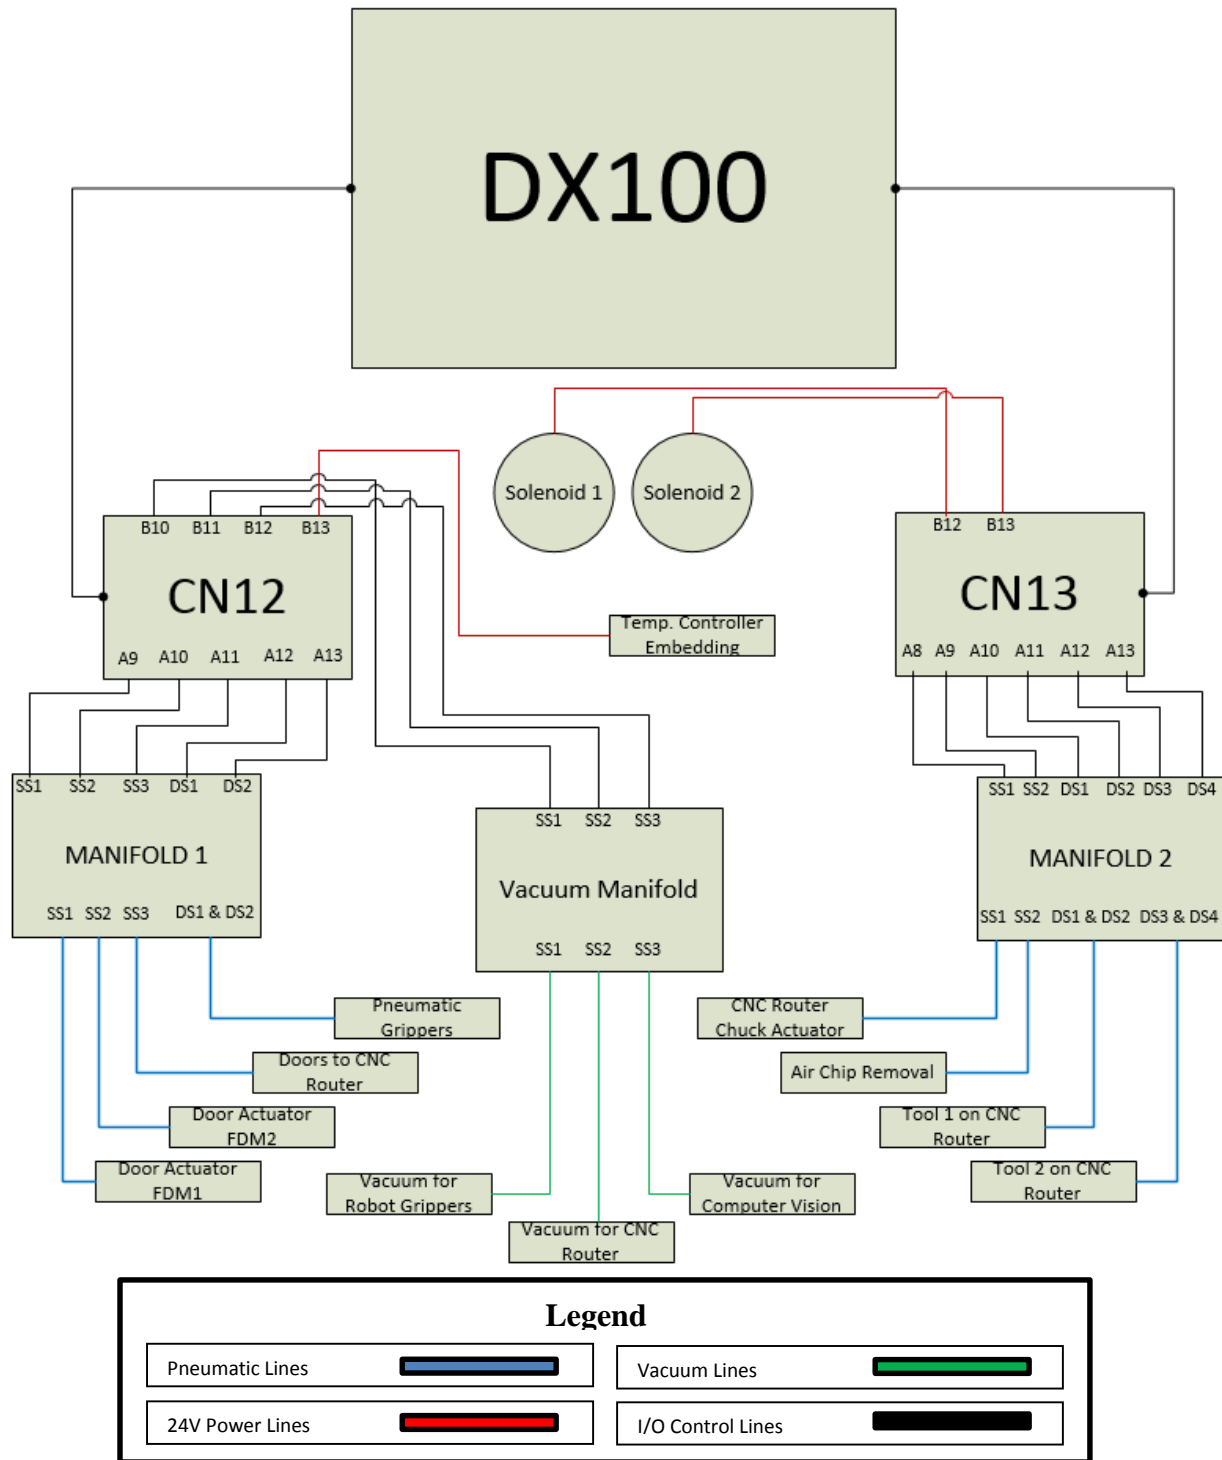 DX100
Solenoid 1
Solenoid 2
B10 B11 B12 B13
CN12
A9 A10 A11 A12 A13
B12 B13
CN13
A8 A9 A10 A11 A12 A13
Temp. Controller
Embedding
SS1 SS2 SS3 DS1 DS2
MANIFOLD 1
SS1 SS2 SS3 DS1 & DS2
SS1 SS2 SS3
Vacuum Manifold
SS1 SS2 SS3
SS1 SS2 DS1 DS2 DS3 DS4
MANIFOLD 2
SS1 SS2 DS1 & DS2 DS3 & DS4
Pneumatic
Grippers
Doors to CNC
Router
Door Actuator
FDM2
Door Actuator
FDM1
Vacuum for
Robot Grippers
Vacuum for CNC
Router
Vacuum for
Computer Vision
CNC Router
Chuck Actuator
Air Chip Removal
Tool 1 on CNC
Router
Tool 2 on CNC
Router
Legend
Pneumatic Lines
Vacuum Lines
24V Power Lines
I/O Control Lines